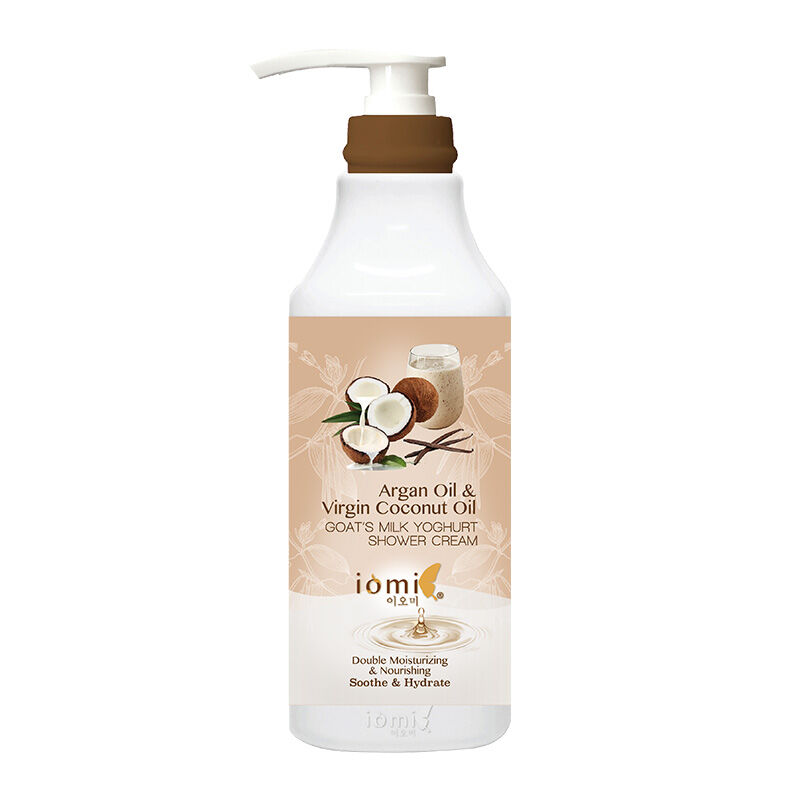 Argan Oil &
Virgin Coconut Oil
GOAT'S MILK YOGHURT
SHOWER CREAM
iomi®
이오미
Double Moisturizing
& Nourishing
Soothe & Hydrate
iomi
이오미